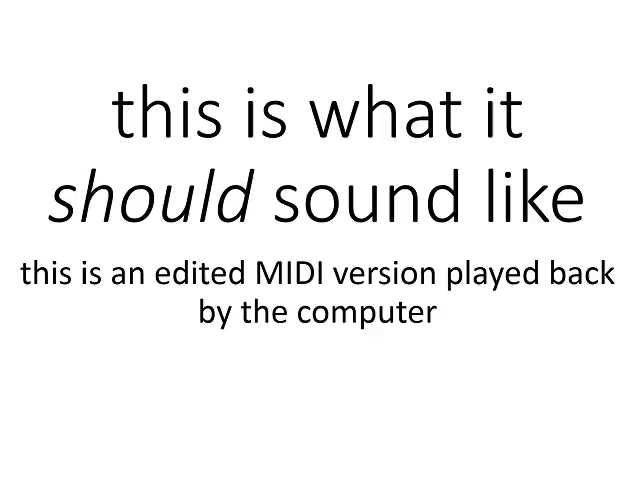 this is what it
should sound like
this is an edited MIDI version played back
by the computer